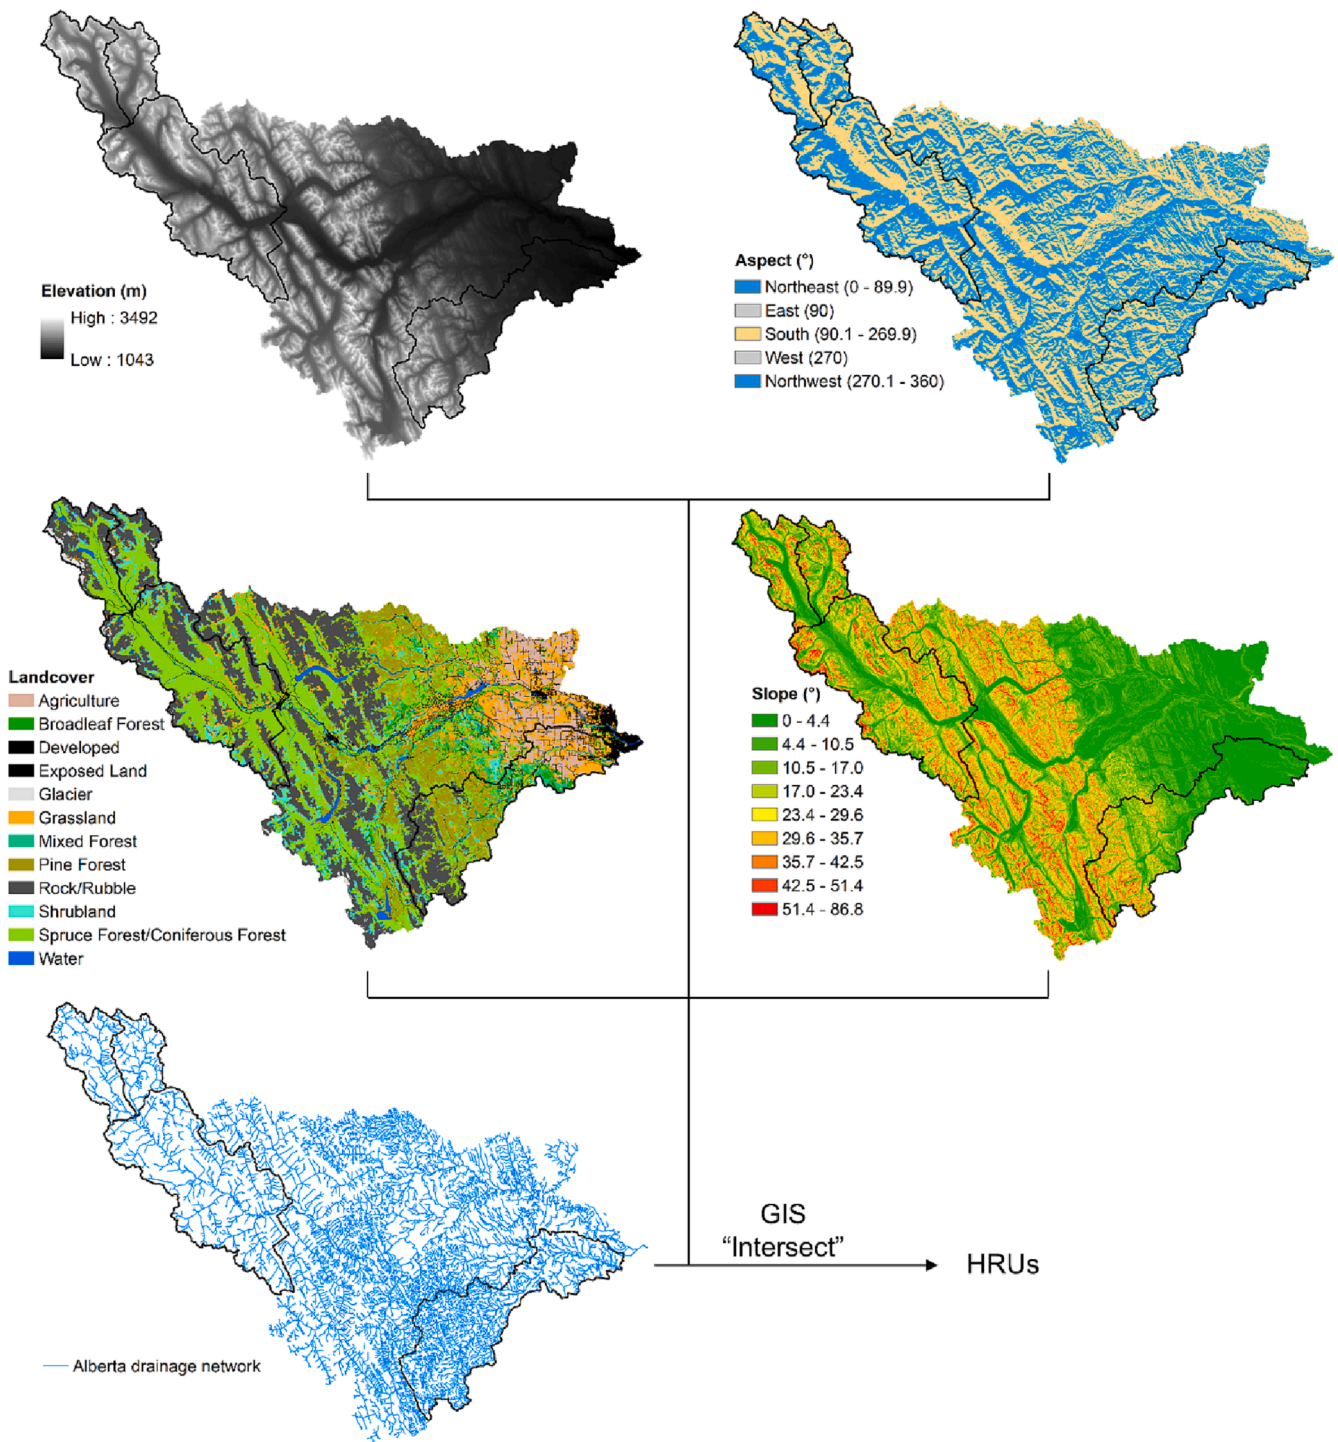 Elevation (m)
High : 3492
Low : 1043
Aspect (°)
Northeast (0 - 89.9)
East (90)
South (90.1 - 269.9)
West (270)
Northwest (270.1 - 360)
Landcover
Agriculture
Broadleaf Forest
Developed
Exposed Land
Glacier
Grassland
Mixed Forest
Pine Forest
Rock/Rubble
Shrubland
Spruce Forest/Coniferous Forest
Water
Slope (°)
0 - 4.4
4.4 - 10.5
10.5 - 17.0
17.0 - 23.4
23.4 - 29.6
29.6 - 35.7
35.7 - 42.5
42.5 - 51.4
51.4 - 86.8
GIS
“Intersect”
HRUs
Alberta drainage network